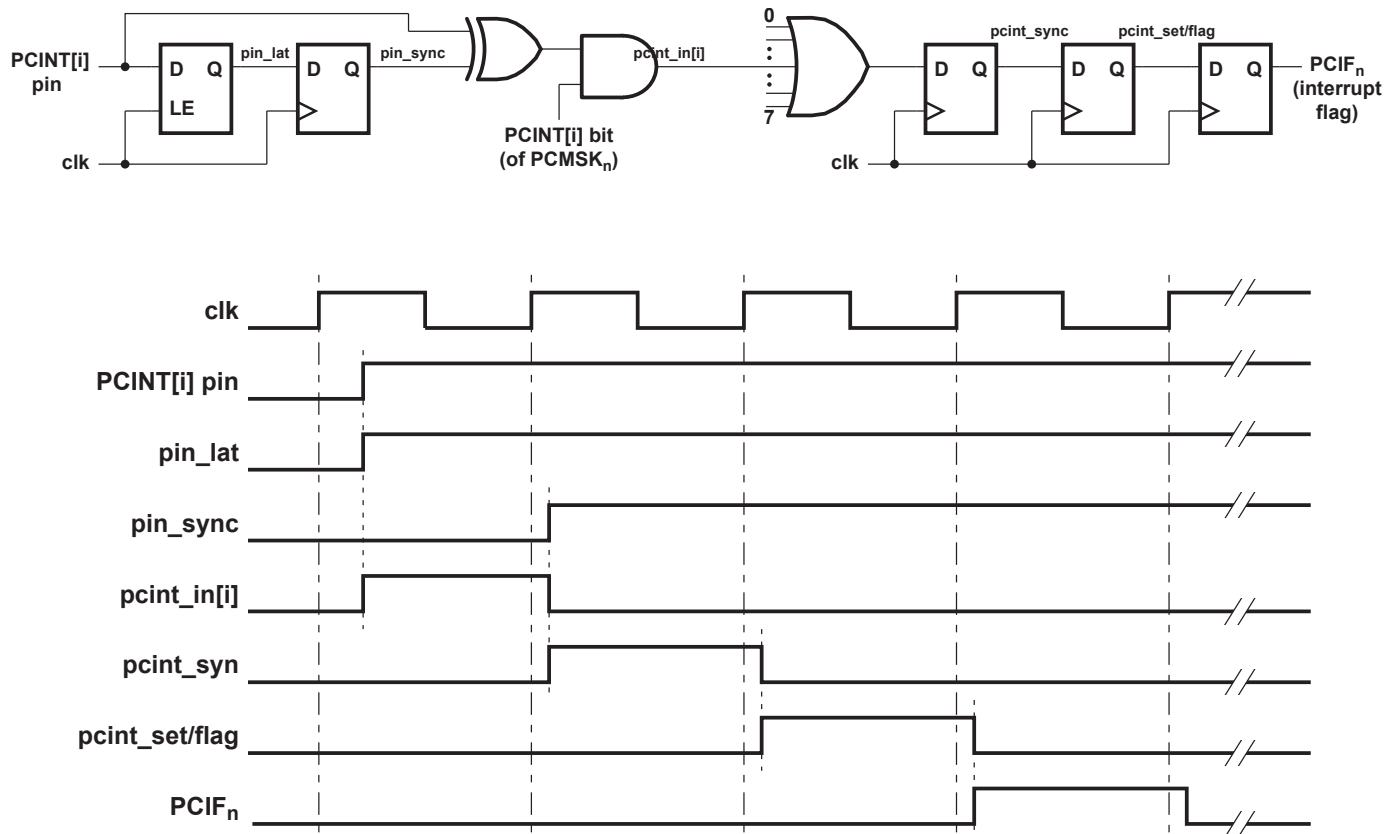 PCINT[i]
pin
D Q
LE
clk
pin_lat
D Q
pin_sync
PCINT[i] bit
(of PCMSKn)
pcint_in[i]
0
7
clk
D Q
pcint_sync
D Q
pcint_set/flag
D Q
PCIFn
(interrupt
flag)
clk
PCINT[i] pin
pin_lat
pin_sync
pcint_in[i]
pcint_syn
pcint_set/flag
PCIFn